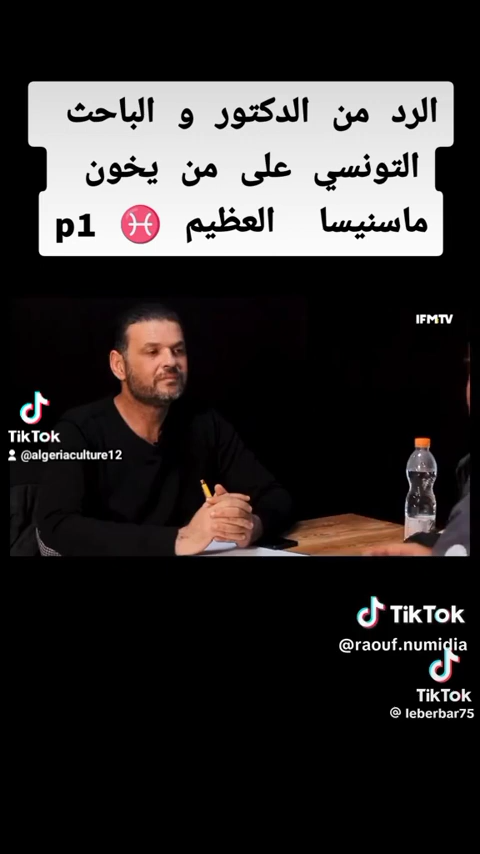 الرد من الدكتور و الباحث
التونسي على من يخون
ماسنيسا العظيم ♓ p1
IFMTV
TikTok
@algeriaculture12
TikTok
@raouf.numidia
TikTok
@ leberbar75